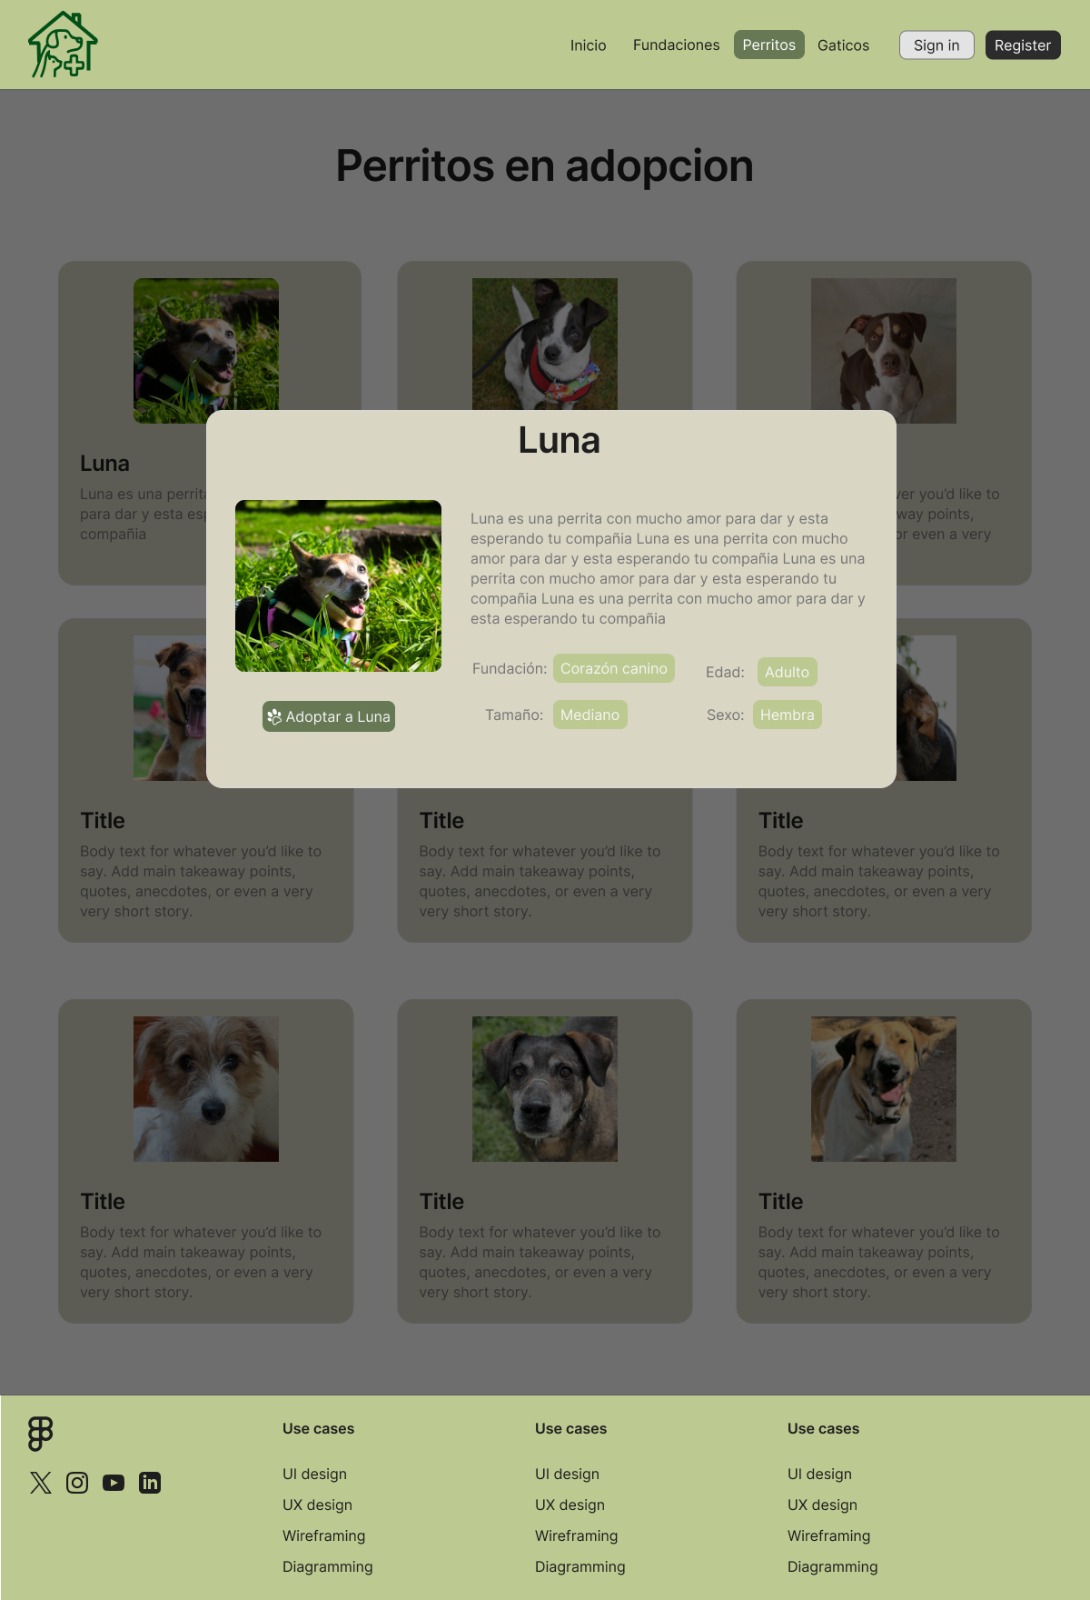 Inicio
Fundaciones
Perritos
Gaticos
Sign in
Register
Perritos en adopcion
Luna
Luna es una perrita
para dar y esta esp
compañia
ver you'd like to
way points,
or even a very
Luna
Luna es una perrita con mucho amor para dar y esta
esperando tu compañia Luna es una perrita con mucho
amor para dar y esta esperando tu compañia Luna es una
perrita con mucho amor para dar y esta esperando tu
compañia Luna es una perrita con mucho amor para dar y
esta esperando tu compañia
Fundación: Corazón canino
Edad: Adulto
Tamaño: Mediano
Sexo: Hembra
Adoptar a Luna
Title
Body text for whatever you'd like to
say. Add main takeaway points,
quotes, anecdotes, or even a very
very short story.
Title
Body text for whatever you'd like to
say. Add main takeaway points,
quotes, anecdotes, or even a very
very short story.
Title
Body text for whatever you'd like to
say. Add main takeaway points,
quotes, anecdotes, or even a very
very short story.
Title
Body text for whatever you'd like to
say. Add main takeaway points,
quotes, anecdotes, or even a very
very short story.
Title
Body text for whatever you'd like to
say. Add main takeaway points,
quotes, anecdotes, or even a very
very short story.
Title
Body text for whatever you'd like to
say. Add main takeaway points,
quotes, anecdotes, or even a very
very short story.
Use cases
UI design
UX design
Wireframing
Diagramming
Use cases
UI design
UX design
Wireframing
Diagramming
Use cases
UI design
UX design
Wireframing
Diagramming